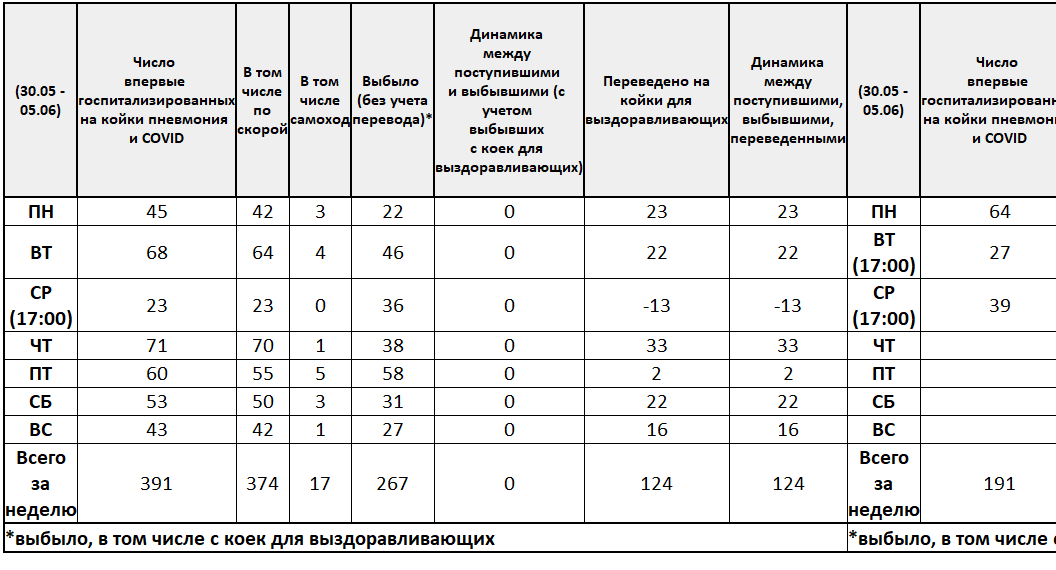 (30.05 - 05.06) Число впервые госпитализированных на койки пневмония и COVID В том числе по скорой В том числе самоход Выбыло (без учета перевода)* Динамика между поступившими и выбывшими (с учетом выбывших с коек для выздоравливающих) Переведено на койки для выздоравливающих Динамика между поступившими, выбывшими, переведенными (30.05 - 05.06) Число впервые госпитализированн на койки пневмони и COVID
ПН 45 42 3 22 0 23 23 ПН 64
ВТ 68 64 4 46 0 22 22 ВТ (17:00) 27
СР (17:00) 23 23 0 36 0 -13 -13 СР (17:00) 39
ЧТ 71 70 1 38 0 33 33 ЧТ
ПТ 60 55 5 58 0 2 2 ПТ
СБ 53 50 3 31 0 22 22 СБ
ВС 43 42 1 27 0 16 16 ВС
Всего за неделю 391 374 17 267 0 124 124 Всего за неделю 191
*выбыло, в том числе с коек для выздоравливающих *выбыло, в том числе с